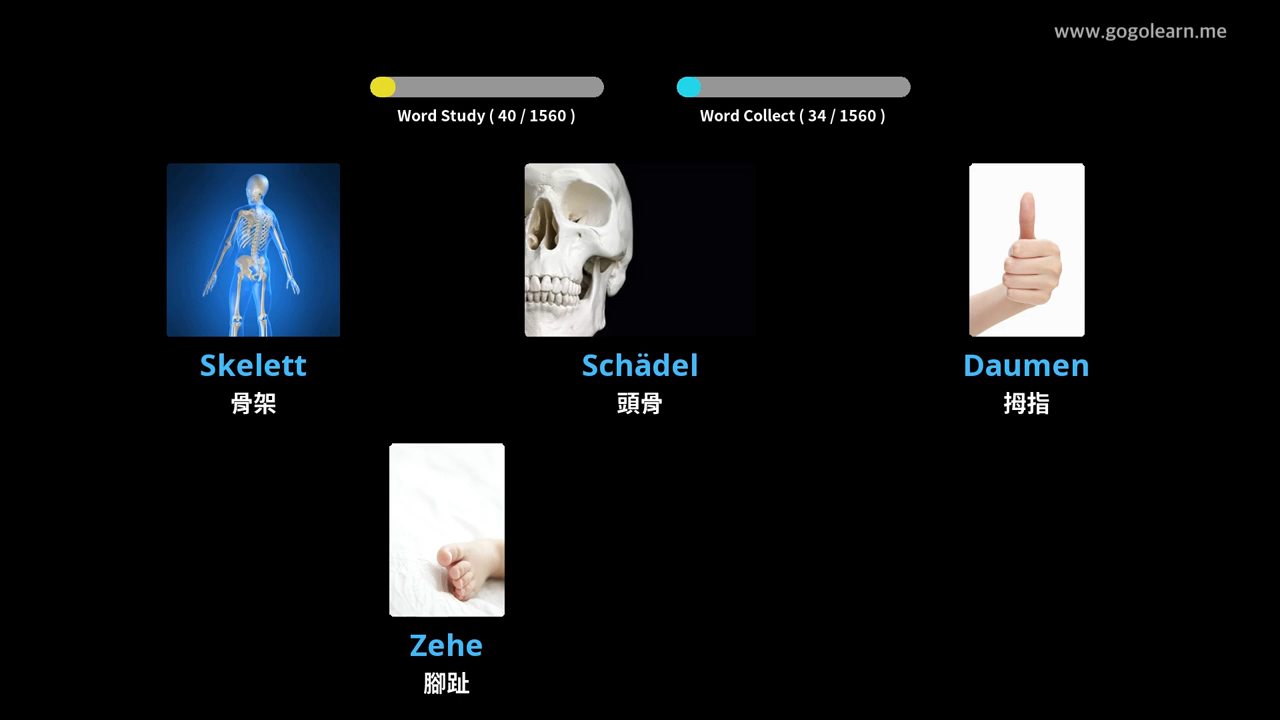 www.gogolearn.me
Word Study ( 40 / 1560 )
Word Collect ( 34 / 1560 )
Skelett
骨架
Schädel
頭骨
Daumen
拇指
Zehe
腳趾